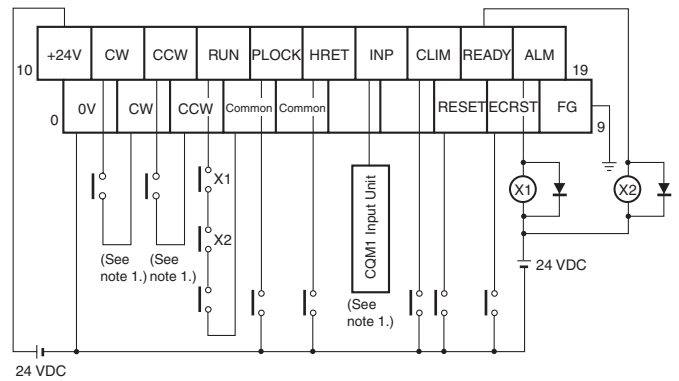 +24V CW CCW RUN PLOCK HRET INP CLIM READY ALM
10 19
0V CW CCW Common Common RESET ECRST FG
0 9
X1
X2
(See
note 1.)
(See
note 1.)
CQM1 Input Unit
(See
note 1.)
X1 X2
24 VDC
24 VDC